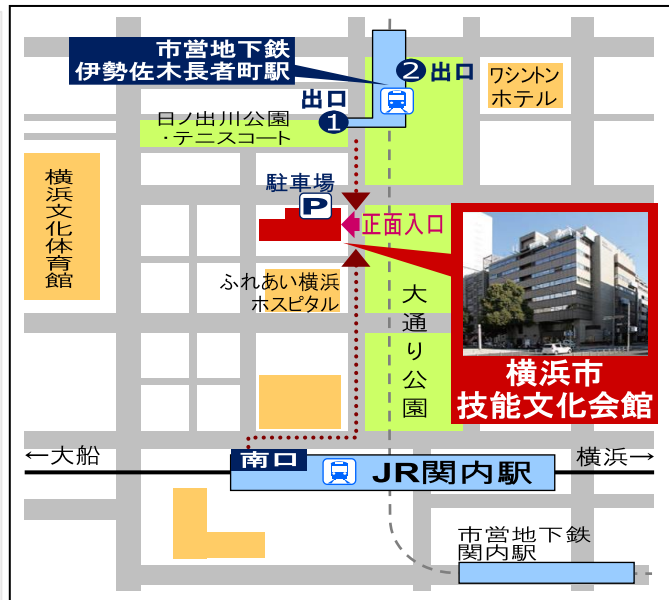 市営地下鉄
伊勢佐木長者町駅
❷出口
ワシントン
ホテル
出口
❶
日ノ出川公園
・テニスコート
横浜文化体育館
駐車場
P
正面入口
ふれあい横浜
ホスピタル
大通り公園
横浜市
技能文化会館
←大船
南口
JR関内駅
横浜→
市営地下鉄
関内駅